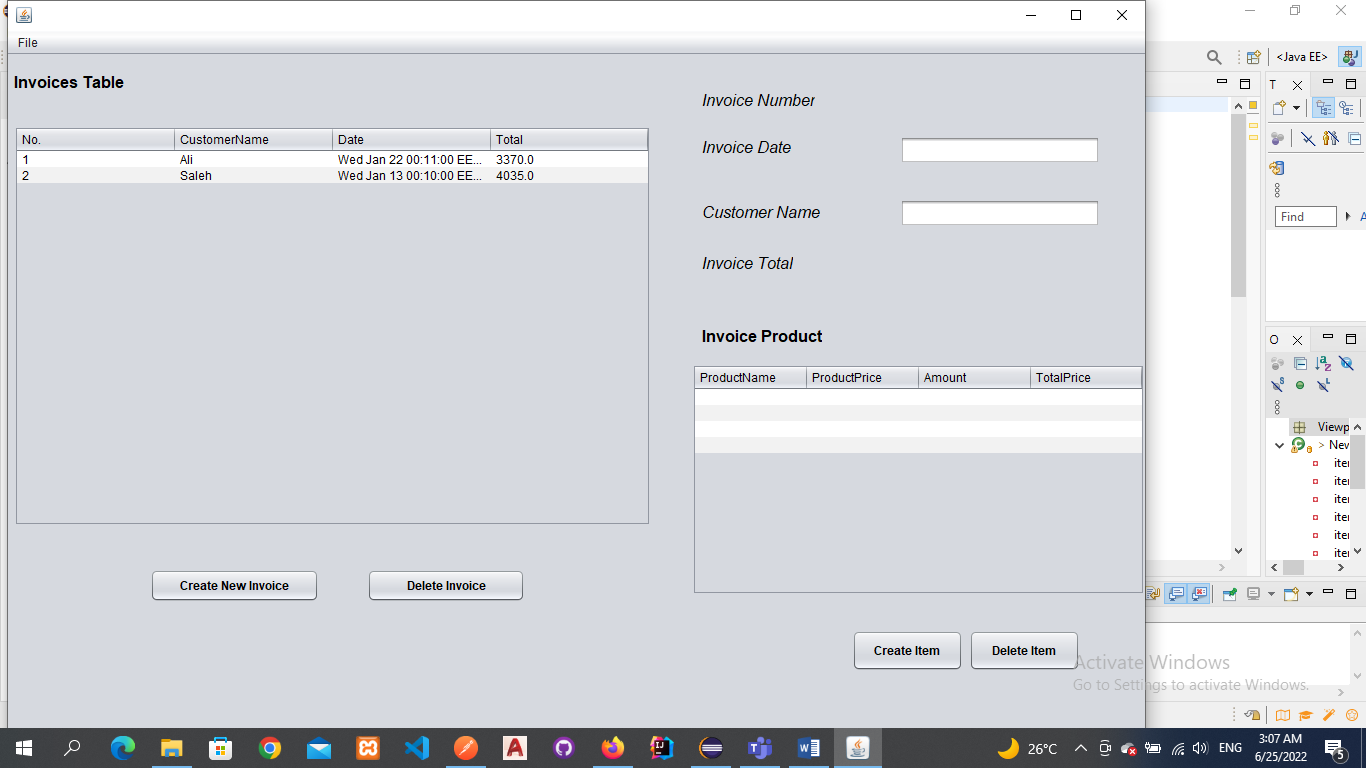 File
Invoices Table
No. CustomerName Date Total
1 Ali Wed Jan 22 00:11:00 EE... 3370.0
2 Saleh Wed Jan 13 00:10:00 EE... 4035.0
Create New Invoice Delete Invoice
Invoice Number
Invoice Date
Customer Name
Invoice Total
Invoice Product
ProductName ProductPrice Amount TotalPrice
Create Item Delete Item
<Java EE>
T
Find
A
O
Viewp
> New
iter
iter
iter
iter
iter
iter
Activate Windows
Go to Settings to activate Windows.
26°C ENG 3:07 AM
6/25/2022
5